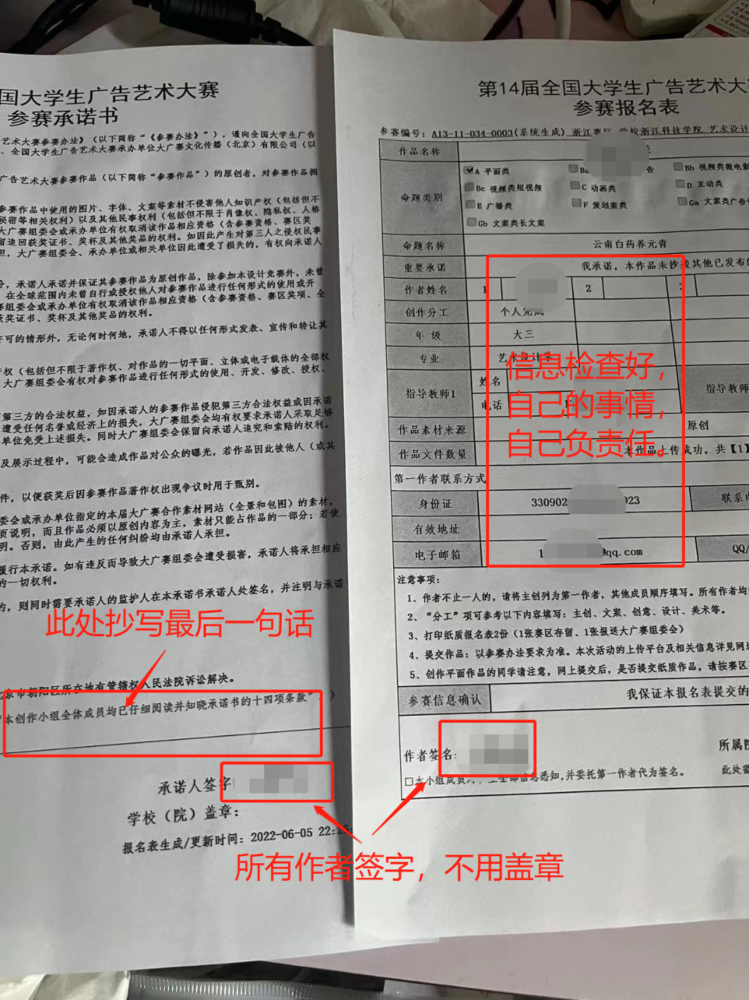 国大学生广告艺术大赛
参赛承诺书
艺术大赛参赛办法》（以下简称“《参赛办法》”），谨向全国大学生广告
、全国大学生广告艺术大赛承办单位大广赛文化传播（北京）有限公司（以
广告艺术大赛参赛作品（以下简称“参赛作品”）的原创者，对参赛作品拥
参赛作品中使用的图片、字体、文案等素材不侵害他人知识产权（包括但不
秘密等相关权利）以及其他民事权利（包括但不限于肖像权、隐私权、人格
大广赛组委会或承办单位有权取消该作品相应资格（含参赛资格、赛区奖
留追回获奖证书、奖杯及其他奖品的权利。如因此产生对第三人之侵权民事
担，大广赛组委会、承办单位或相关单位因此遭受了损失的，有权向承诺人
分，承诺人承诺并保证其参赛作品为原创作品，除参加本设计竞赛外，未曾
，在全球范围内未曾自行或授权他人对参赛作品进行任何形式的使用或开
赛组委会或承办单位有权取消该作品相应资格（含参赛资格、赛区奖项、全
获奖证书、奖杯及其他奖品的权利。
许可的情形外，无论何时何地，承诺人不得以任何形式发表、宣传和转让其
产权（包括但不限于著作权、对作品的一切平面、立体或电子载体的全部权
大广赛组委会有权对参赛作品进行任何形式的使用、开发、修改、授权、
第三方的合法权益，如因承诺人的参赛作品侵犯第三方合法权益或因承诺
遭受任何名誉或经济上的损失，大广赛组委会均有权要求承诺人采取足够
单位免受上述损失。同时大广赛组委会保留向承诺人追究和索赔的权利。
及展示过程中，可能会造成作品对公众的曝光，若作品因此被他人（或其
件，以便获奖后因参赛作品著作权出现争议时用于甄别。
委会或承办单位指定的本届大广赛合作素材网站（全景和包图）的素材，
页说明，而且作品必须以原创内容为主，素材只能占作品的一部分；若使
明。否则，由此产生的任何纠纷均由承诺人承担。
履行本承诺。如有违反而导致大广赛组委会遭受损害，承诺人将承担相应
的一切权利。
的，则同时需要承诺人的监护人在本承诺书承诺人处签名，并注明与承诺
此处抄写最后一句话
北京市朝阳区所在地有管辖权人民法院诉讼解决。
“本创作小组全体成员均已仔细阅读并知晓承诺书的十四项条款”。）
承诺人签字
学校（院）盖章：
报名表生成/更新时间：2022-06-05 22:26
第14届全国大学生广告艺术大
参赛报名表
参赛编号：A13-11-034-0003(系统生成) 浙江赛区 学校浙江科技学院 艺术设计
作品名称
命题类别
A 平面类 Ba 告 Bb 视频类微电影
Bc 视频类短视频 C 动画类 D 互动类
E 广播类 F 策划案类 Ga 文案类广告
Gb 文案类长文案
命题名称 云南白药养元青
重要承诺 我承诺，本作品未抄袭其他已发布的
作者姓名 1 2 3
创作分工 个人完成
年 级 大三
专业 艺术设计学
信息检查好，
自己的事情，
自己负责任。
指导教师1 姓名 指导教师
电话 1
作品素材来源 原创
作品文件数量 本作品上传成功，共【1】
第一作者联系方式
身份证 330902 023 联系
有效地址
电子邮箱 1 @qq.com QQ/
注意事项：
1、作者不止一人的，请将主创列为第一作者，其他成员顺序填写。所有作者均
2、“分工”项可参考以下内容填写：主创、文案、创意、设计、美术等。
3、打印纸质报名表2份（1张赛区存留、1张报送大广赛组委会）
4、提交作品：以参赛办法要求为准。本次活动的上传平台及相关信息详见网
5、创作平面作品的同学请注意，网上提交后，是否提交纸质作品，请按赛区
参赛信息确认 我保证本报名表提交的
作者签名: 所属院
□本小组成员 上全部信息悉知,并委托第一作者代为签名。 此处需
所有作者签字，不用盖章